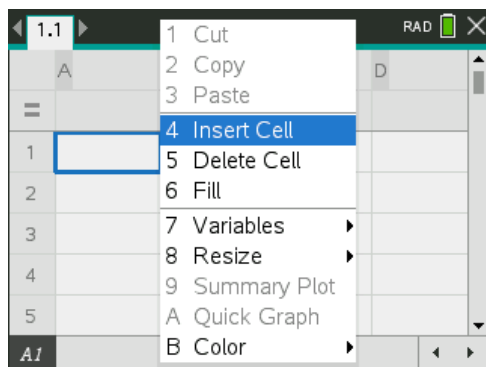 1.1
RAD
A
D
=
1
2
3
4
5
A1
1 Cut
2 Copy
3 Paste
4 Insert Cell
5 Delete Cell
6 Fill
7 Variables
8 Resize
9 Summary Plot
A Quick Graph
B Color